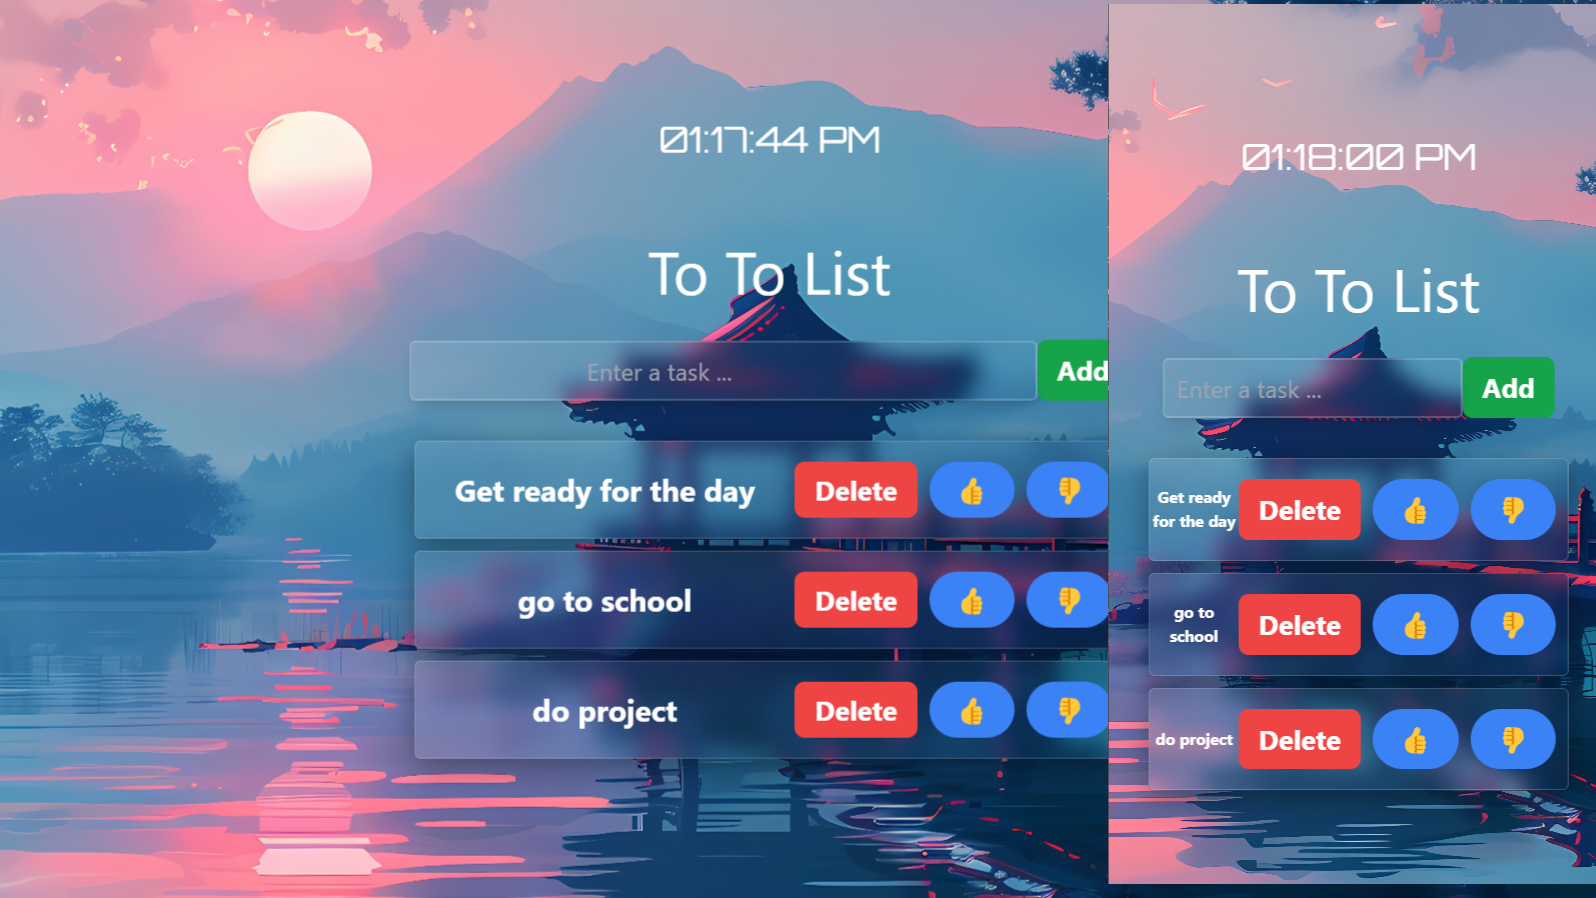 01:17:44 PM
To To List
Enter a task ...
Add
Get ready for the day
Delete
go to school
Delete
do project
Delete
01:18:00 PM
To To List
Enter a task ...
Add
Get ready
for the day
Delete
go to
school
Delete
do project
Delete